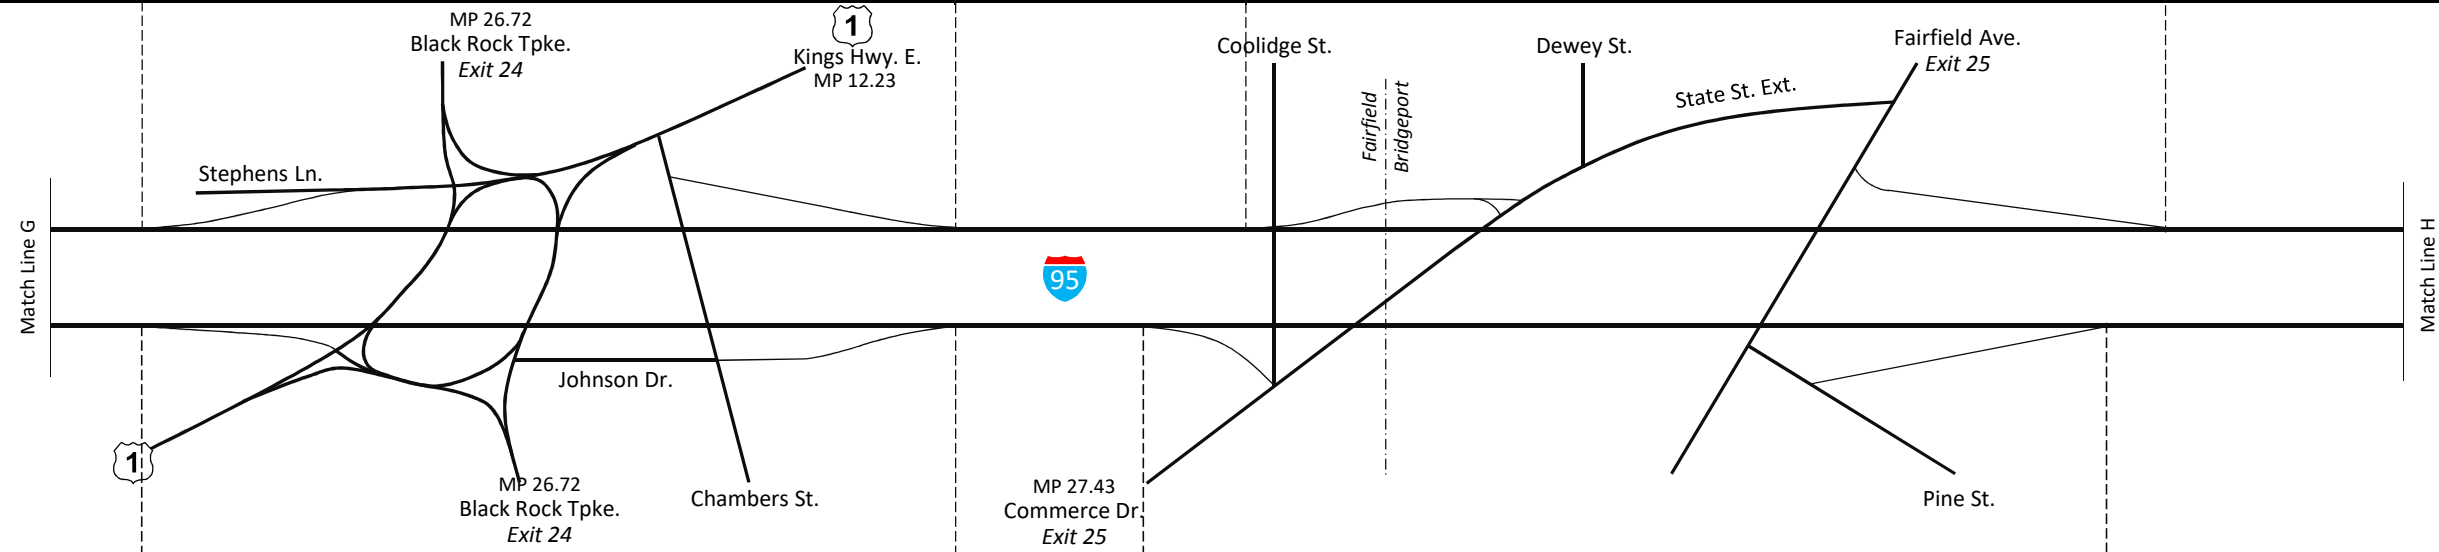 MP 26.72
Black Rock Tpke.
Exit 24
1
Kings Hwy. E.
MP 12.23
Coolidge St.
Dewey St.
Fairfield Ave.
Exit 25
State St. Ext.
Fairfield
Bridgeport
Stephens Ln.
Match Line G
95
Match Line H
Johnson Dr.
1
MP 26.72
Black Rock Tpke.
Exit 24
Chambers St.
MP 27.43
Commerce Dr.
Exit 25
Pine St.